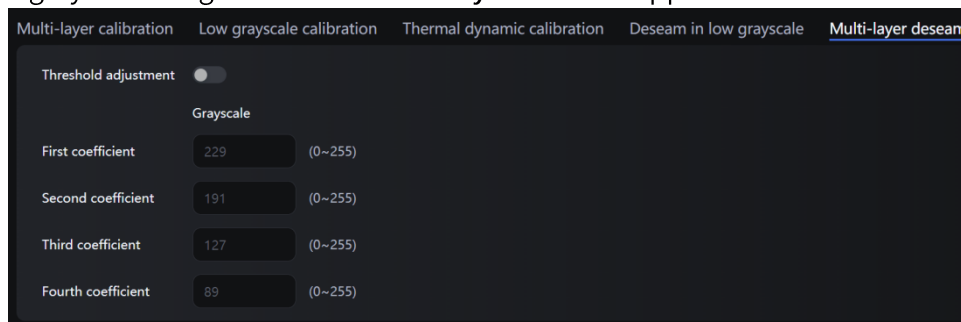 Multi-layer calibration Low grayscale calibration Thermal dynamic calibration Deseam in low grayscale Multi-layer deseam
Threshold adjustment
Grayscale
First coefficient 229 (0~255)
Second coefficient 191 (0~255)
Third coefficient 127 (0~255)
Fourth coefficient 89 (0~255)